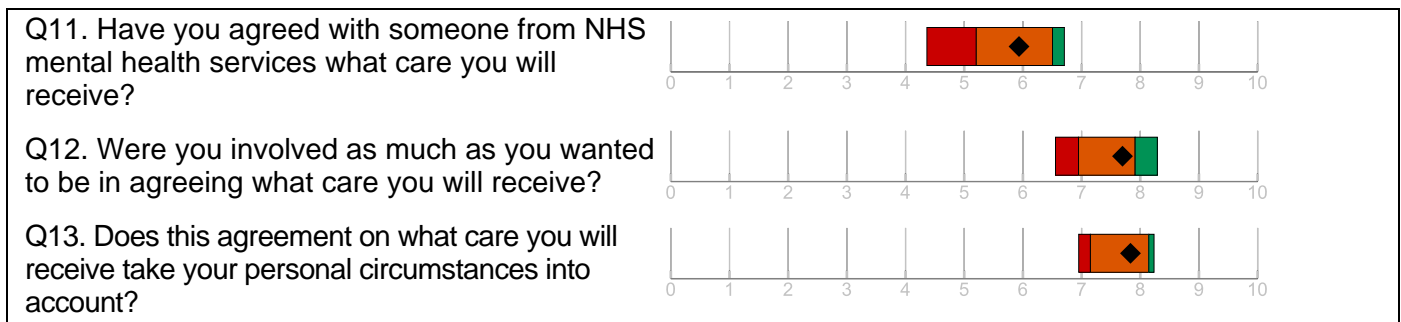 Q11. Have you agreed with someone from NHS
mental health services what care you will
receive?
0 1 2 3 4 5 6 7 8 9 10
Q12. Were you involved as much as you wanted
to be in agreeing what care you will receive?
0 1 2 3 4 5 6 7 8 9 10
Q13. Does this agreement on what care you will
receive take your personal circumstances into
account?
0 1 2 3 4 5 6 7 8 9 10